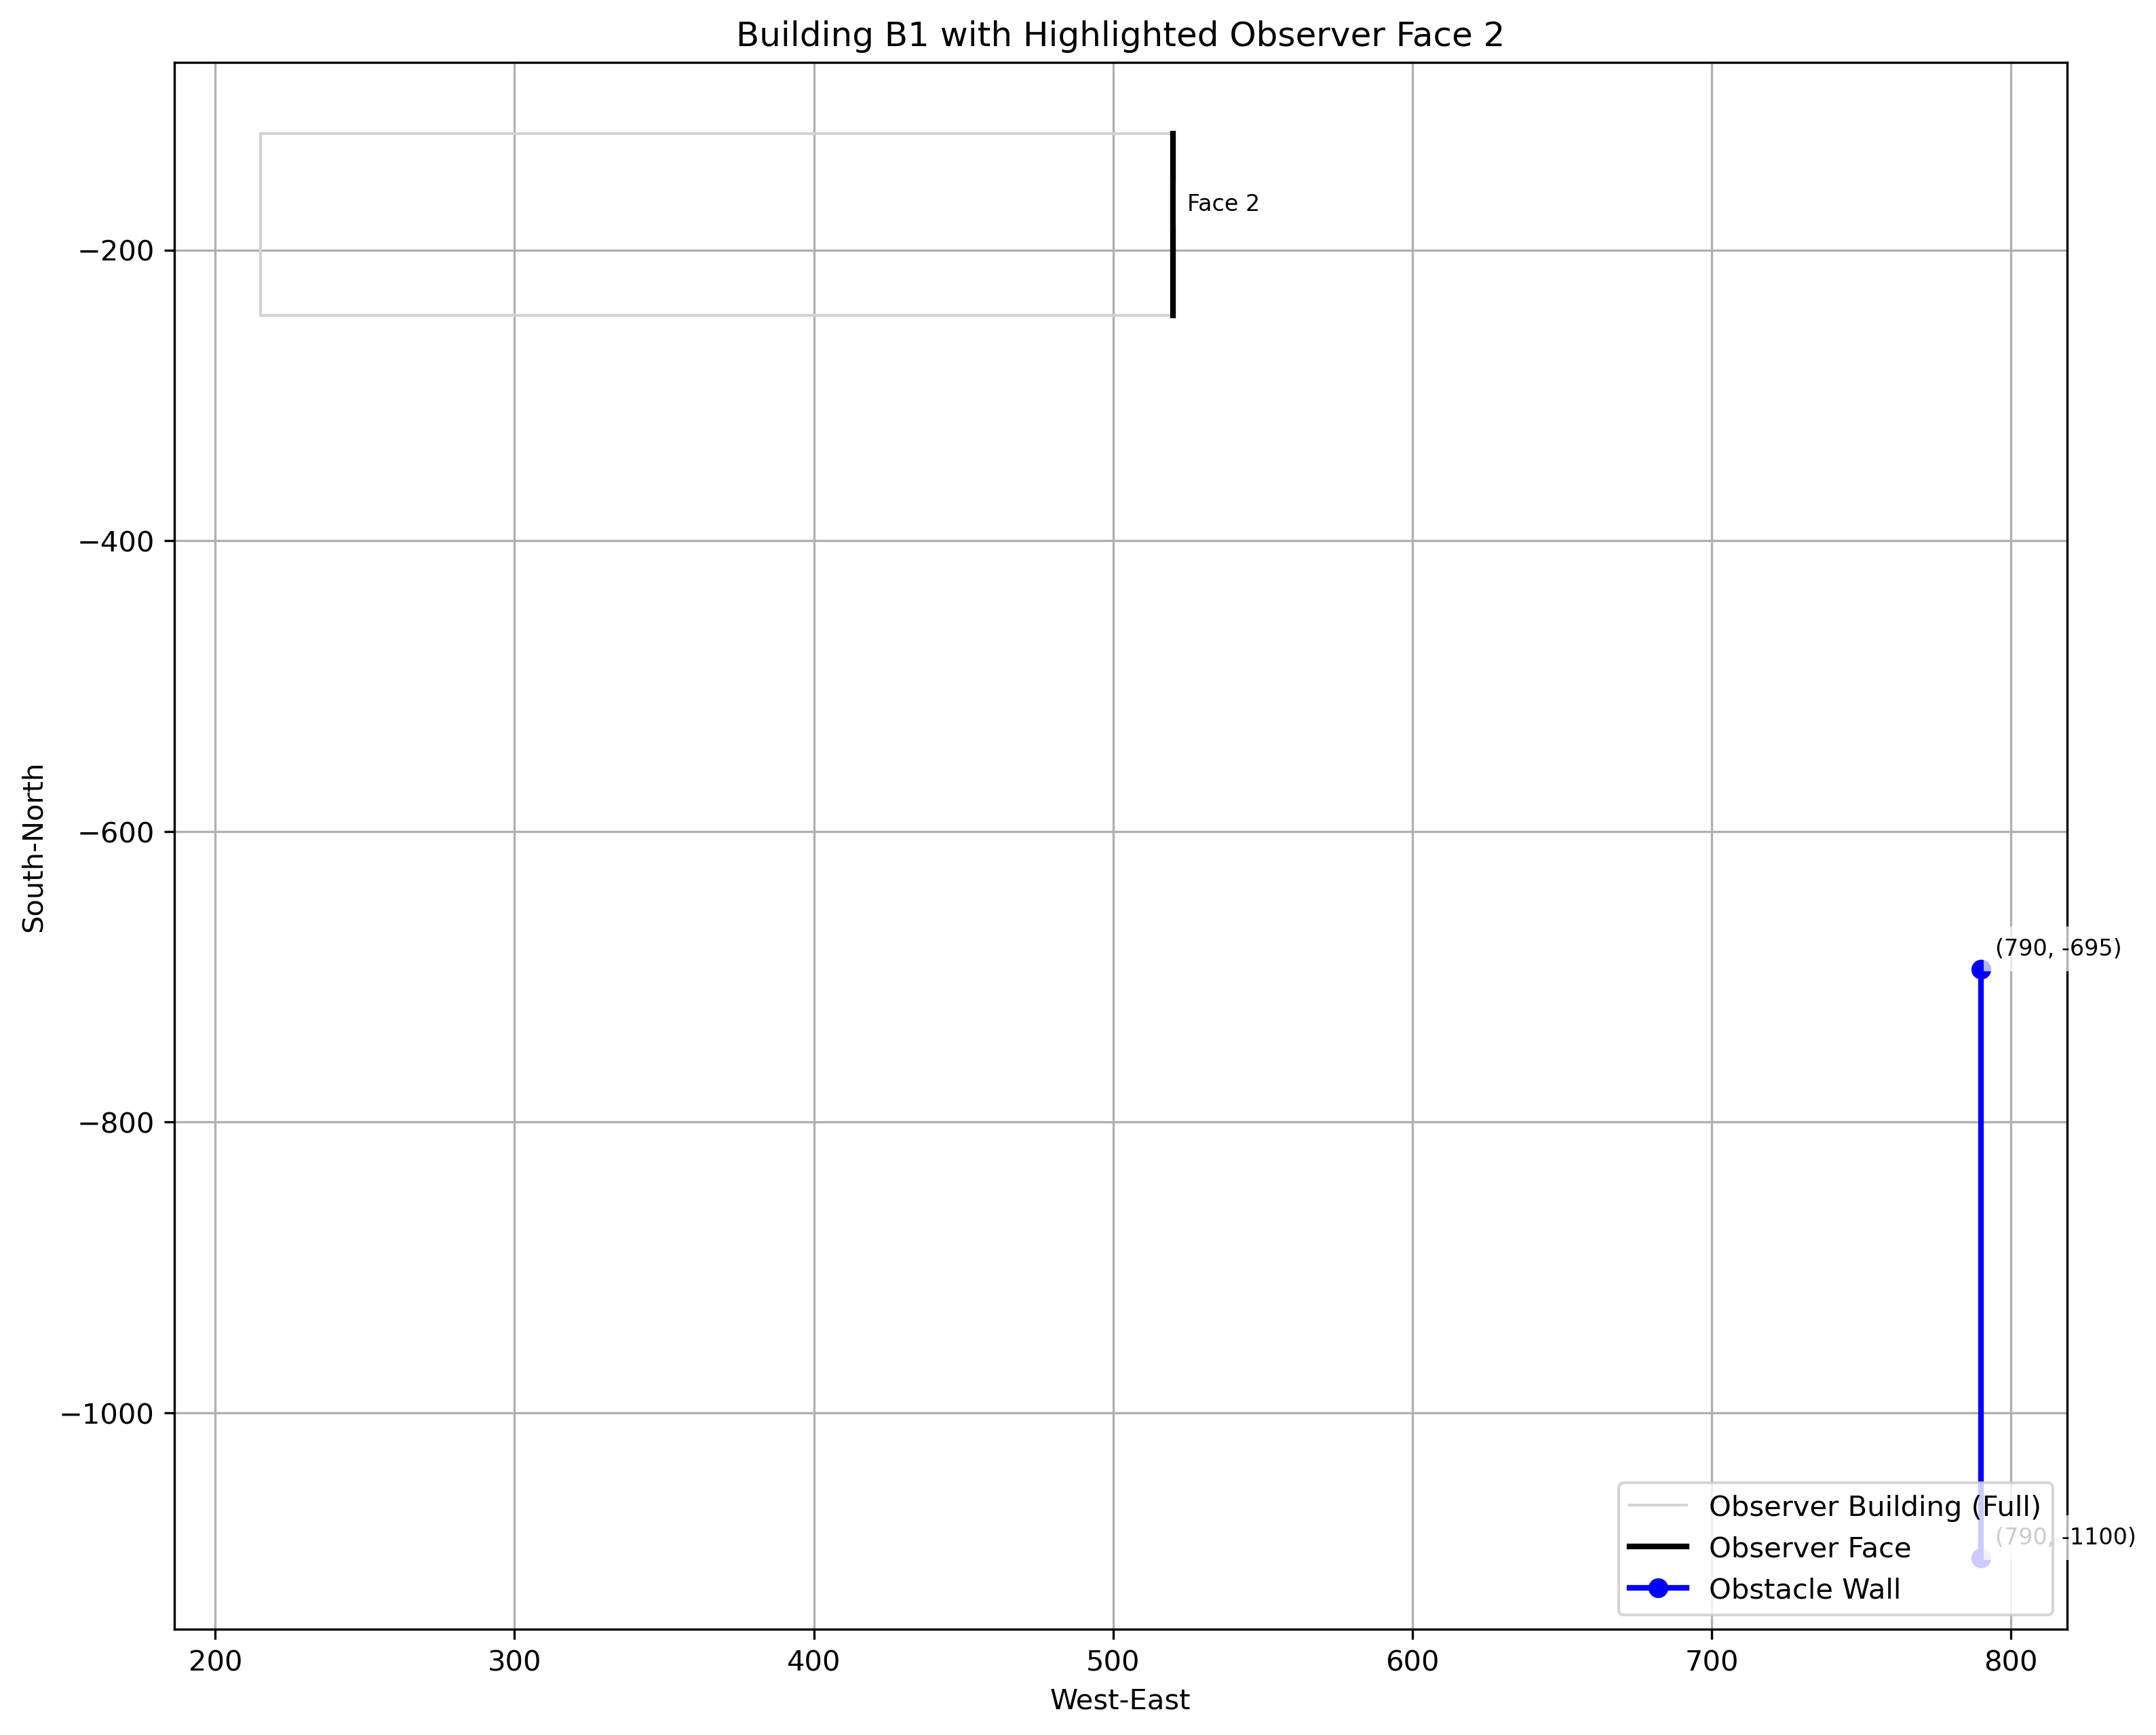 Building B1 with Highlighted Observer Face 2
Face 2
−200
−400
−600
−800
−1000
South-North
(790, -695)
(790, -1100)
Observer Building (Full)
Observer Face
Obstacle Wall
200
300
400
500
600
700
800
West-East